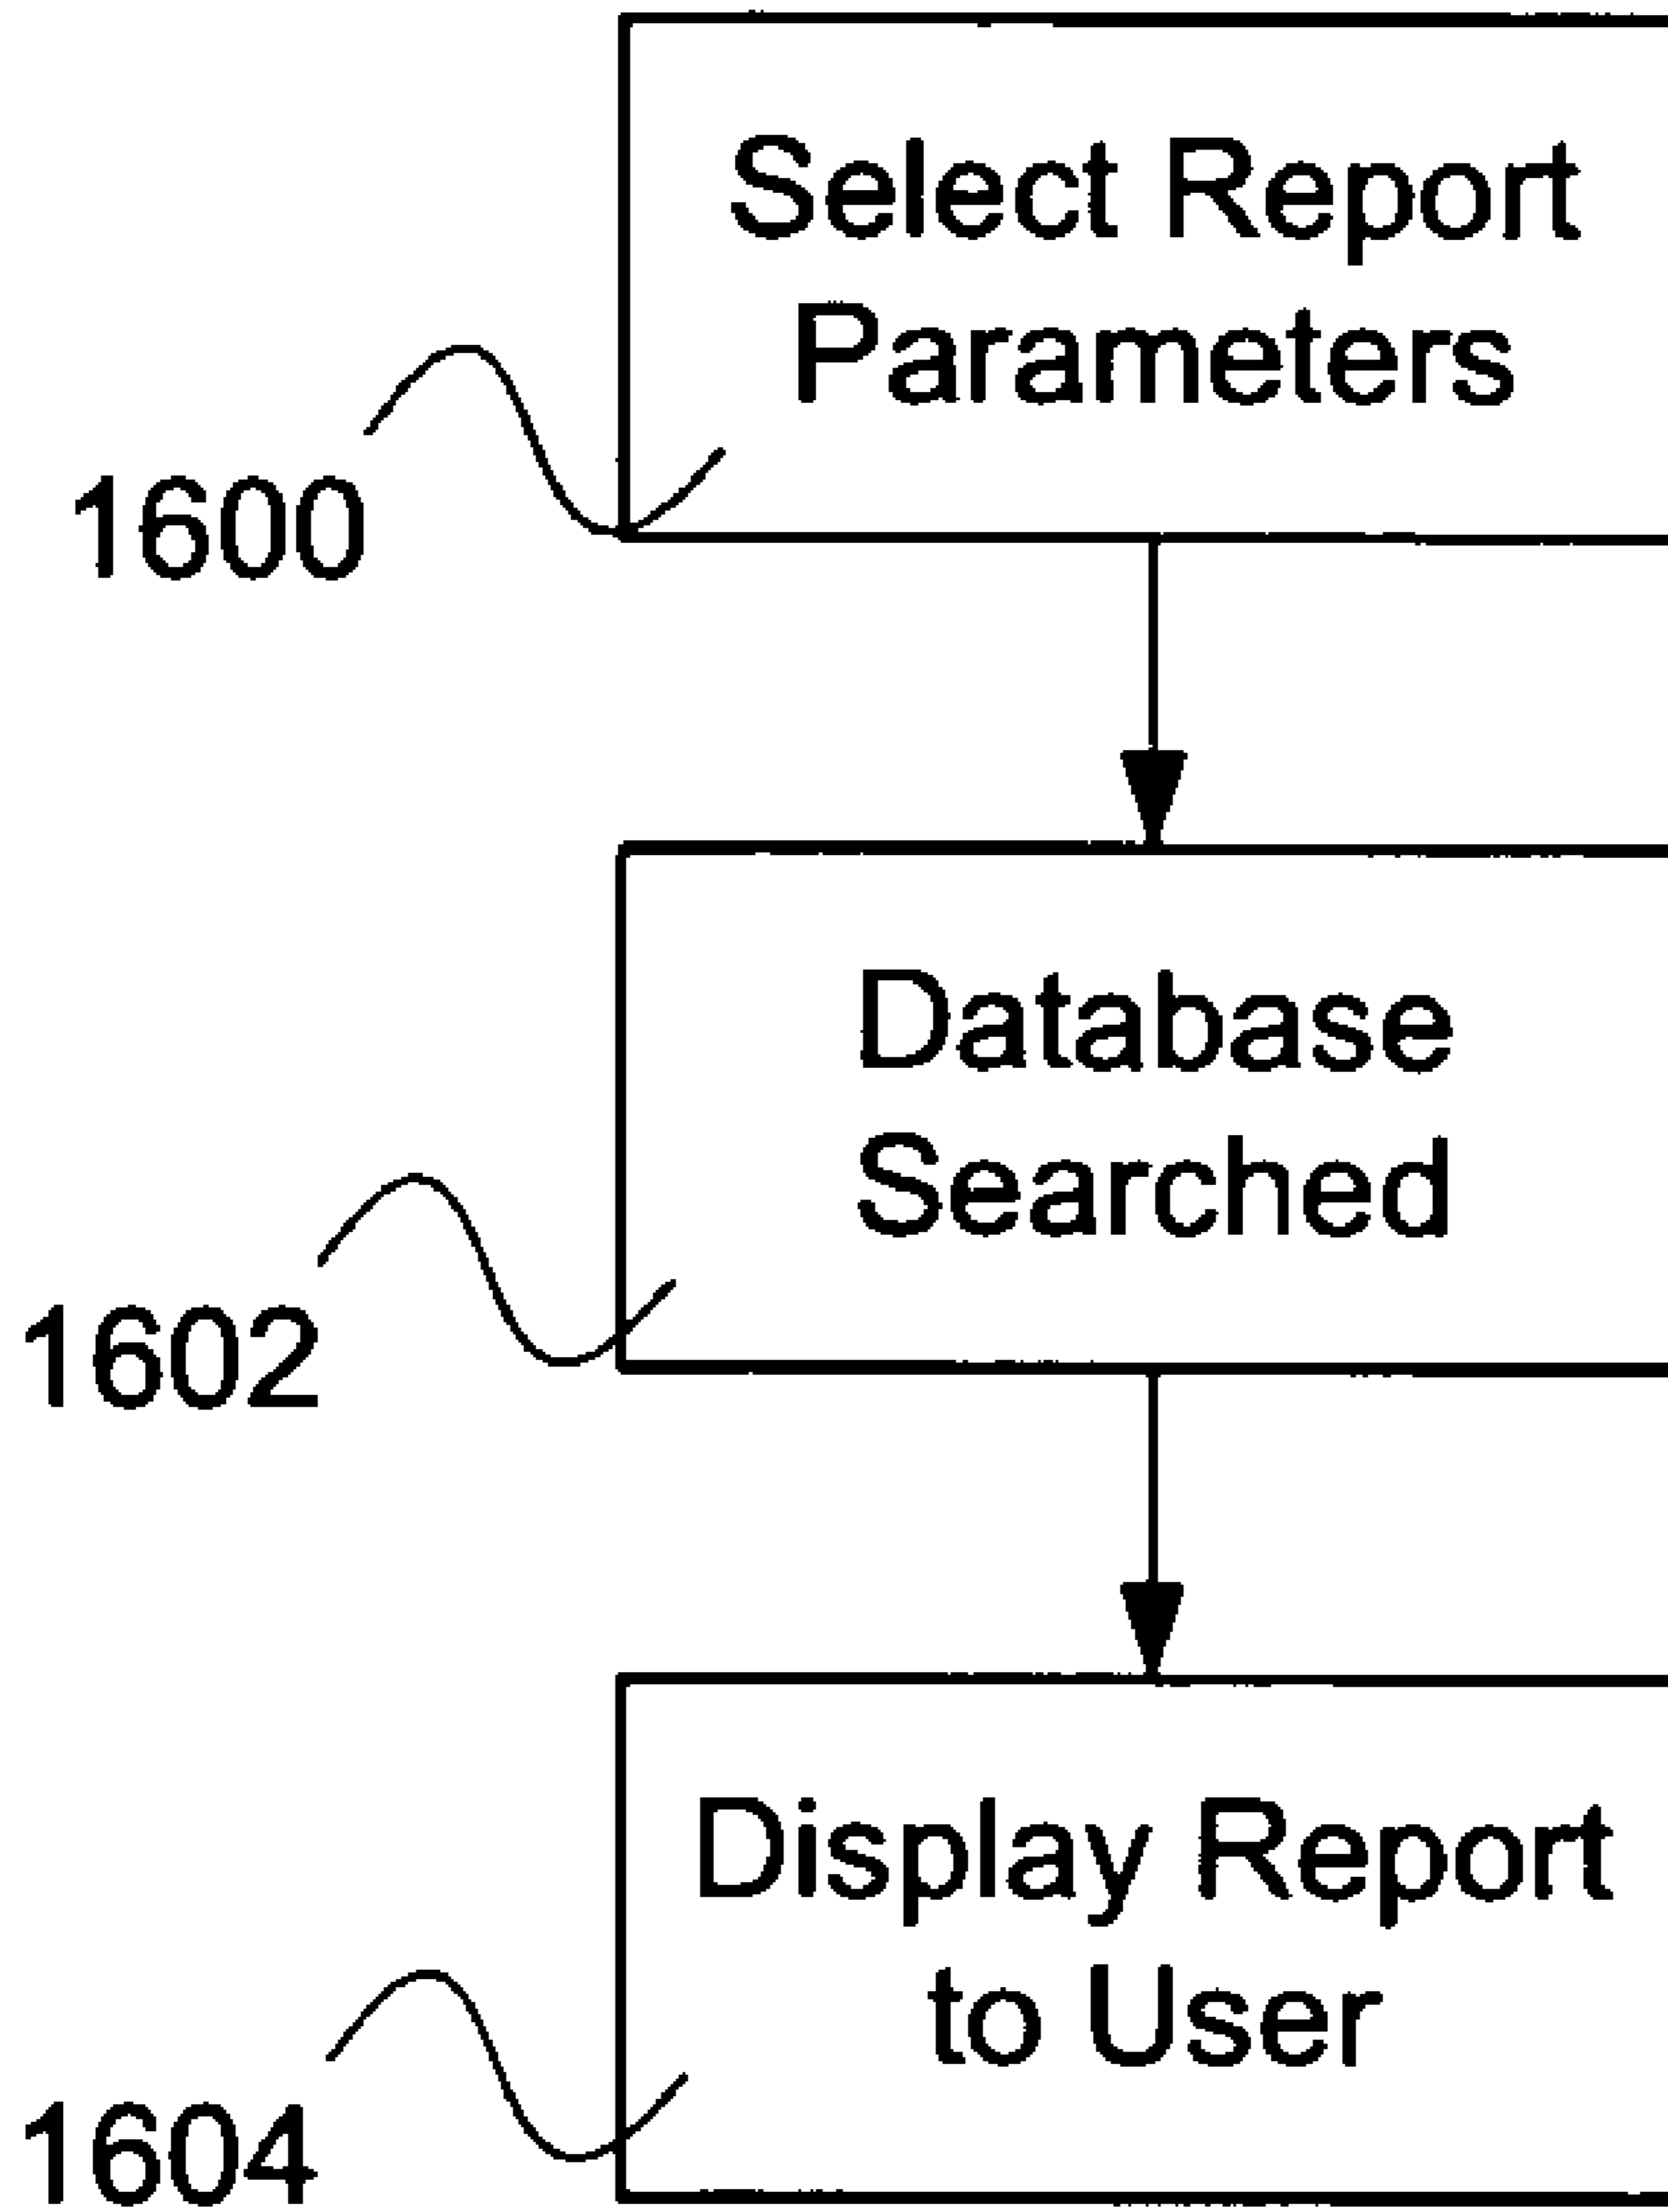 Select Report
Parameters
1600
Database
Searched
1602
Display Report
to User
1604